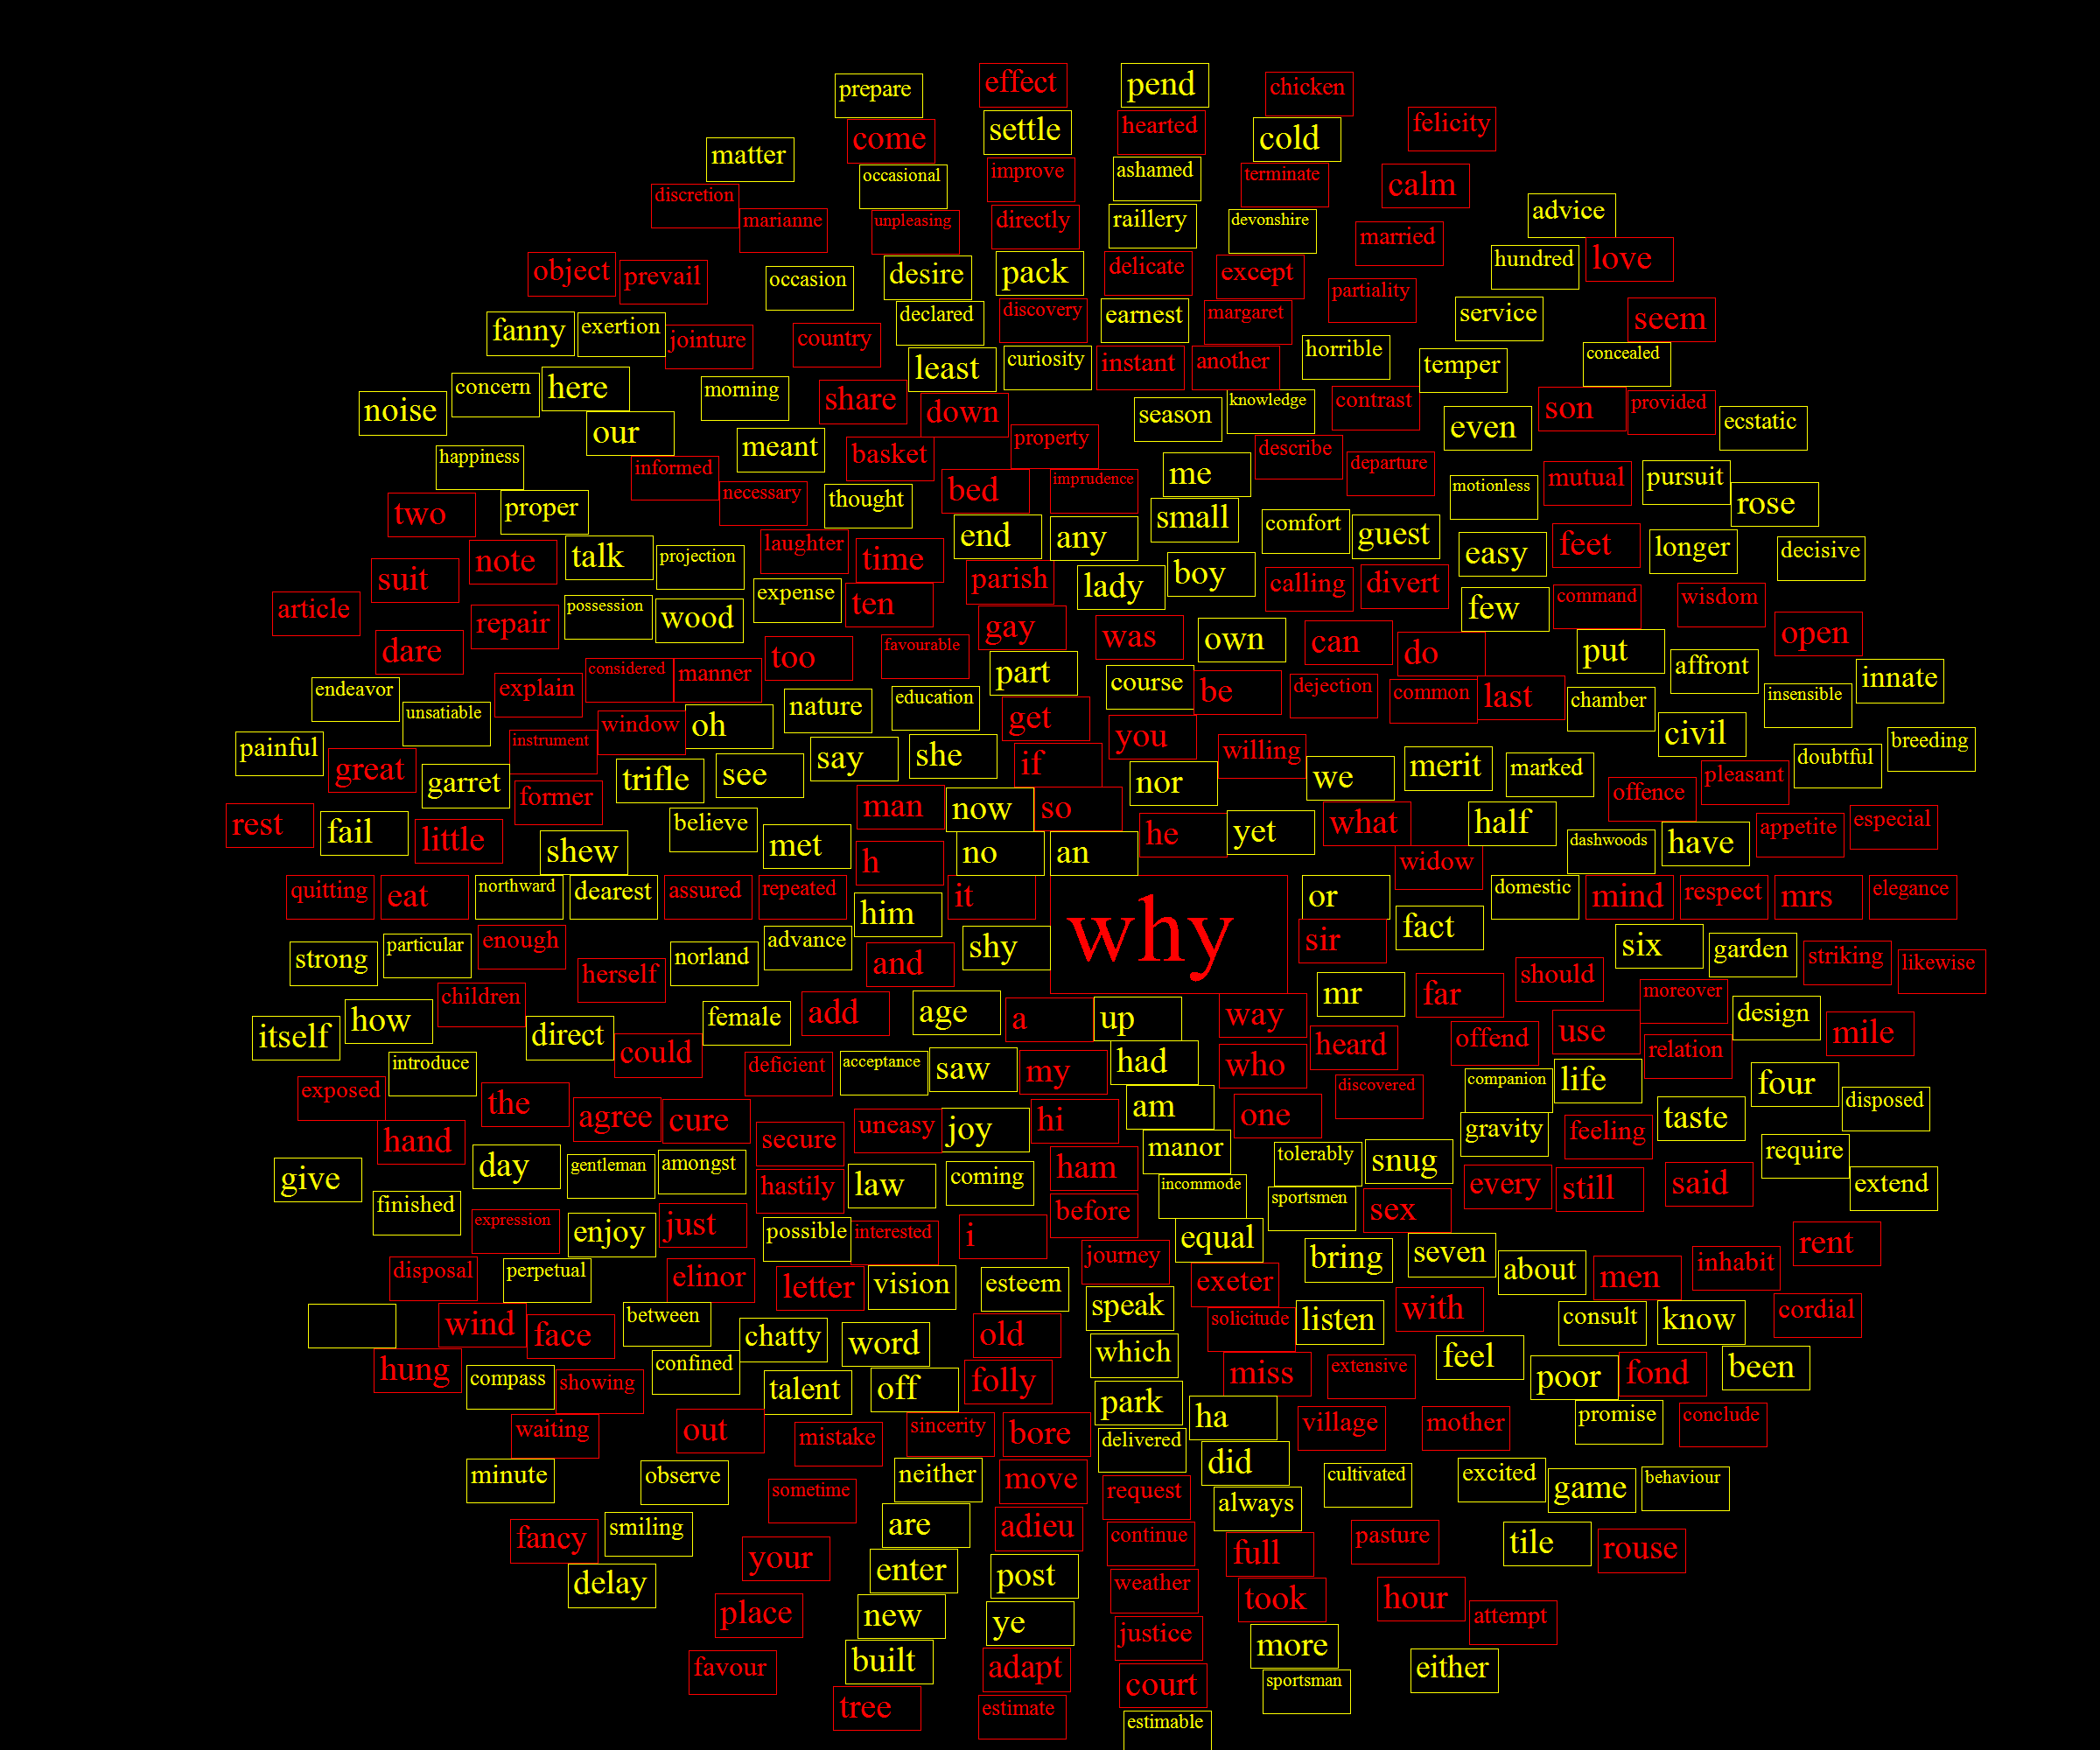 effect
pend
chicken
prepare
felicity
settle
hearted
cold
come
matter
occasional
improve
ashamed
terminate
calm
discretion
marianne
unpleasing
directly
raillery
devonshire
married
advice
object
prevail
occasion
desire
pack
delicate
except
partiality
hundred
love
fanny
exertion
jointure
country
declared
discovery
earnest
margaret
service
seem
least
curiosity
instant
another
horrible
temper
concealed
noise
concern
here
morning
share
down
season
knowledge
contrast
son
provided
ecstatic
our
meant
basket
property
describe
departure
even
happiness
informed
necessary
thought
bed
imprudence
me
motionless
mutual
pursuit
rose
two
proper
end
any
small
comfort
guest
suit
note
talk
projection
laughter
time
easy
feet
longer
decisive
parish
lady
boy
calling
divert
article
repair
possession
wood
expense
ten
few
command
wisdom
open
dare
gay
was
own
can
do
put
affront
innate
considered
manner
too
favourable
part
course
be
dejection
common
last
chamber
insensible
endeavor
unsatiable
explain
window
oh
nature
education
get
you
civil
breeding
painful
great
garret
instrument
trifle
see
say
she
if
nor
willing
we
merit
marked
doubtful
pleasant
offence
former
man
now
so
rest
fail
little
shew
believe
met
h
no
an
he
yet
what
half
dashwoods
have
appetite
especial
widow
quitting
eat
northward
dearest
assured
repeated
him
it
why
or
fact
domestic
mind
respect
mrs
elegance
strong
particular
enough
herself
norland
advance
and
shy
sir
six
garden
striking
likewise
children
female
add
age
a
up
way
mr
far
should
moreover
design
mile
itself
how
direct
could
heard
offend
use
relation
introduce
deficient
acceptance
saw
my
had
who
discovered
companion
life
four
disposed
exposed
the
agree
cure
uneasy
joy
hi
am
one
gravity
feeling
taste
hand
secure
manor
tolerably
snug
require
give
day
gentleman
amongst
hastily
law
coming
ham
incommode
sportsmen
sex
every
still
said
extend
finished
expression
enjoy
just
possible
interested
i
before
equal
bring
seven
about
men
inhabit
rent
disposal
perpetual
elinor
letter
vision
esteem
journey
exeter
wind
face
between
chatty
word
old
speak
solicitude
listen
with
consult
know
cordial
hung
compass
showing
confined
talent
off
folly
which
miss
extensive
feel
poor
fond
been
waiting
out
mistake
sincerity
bore
park
ha
village
mother
promise
conclude
minute
observe
neither
move
delivered
did
cultivated
excited
game
behaviour
sometime
request
always
fancy
smiling
are
adieu
continue
full
pasture
tile
rouse
delay
your
enter
post
weather
took
hour
attempt
place
new
ye
justice
more
either
favour
built
adapt
court
sportsman
tree
estimate
estimable